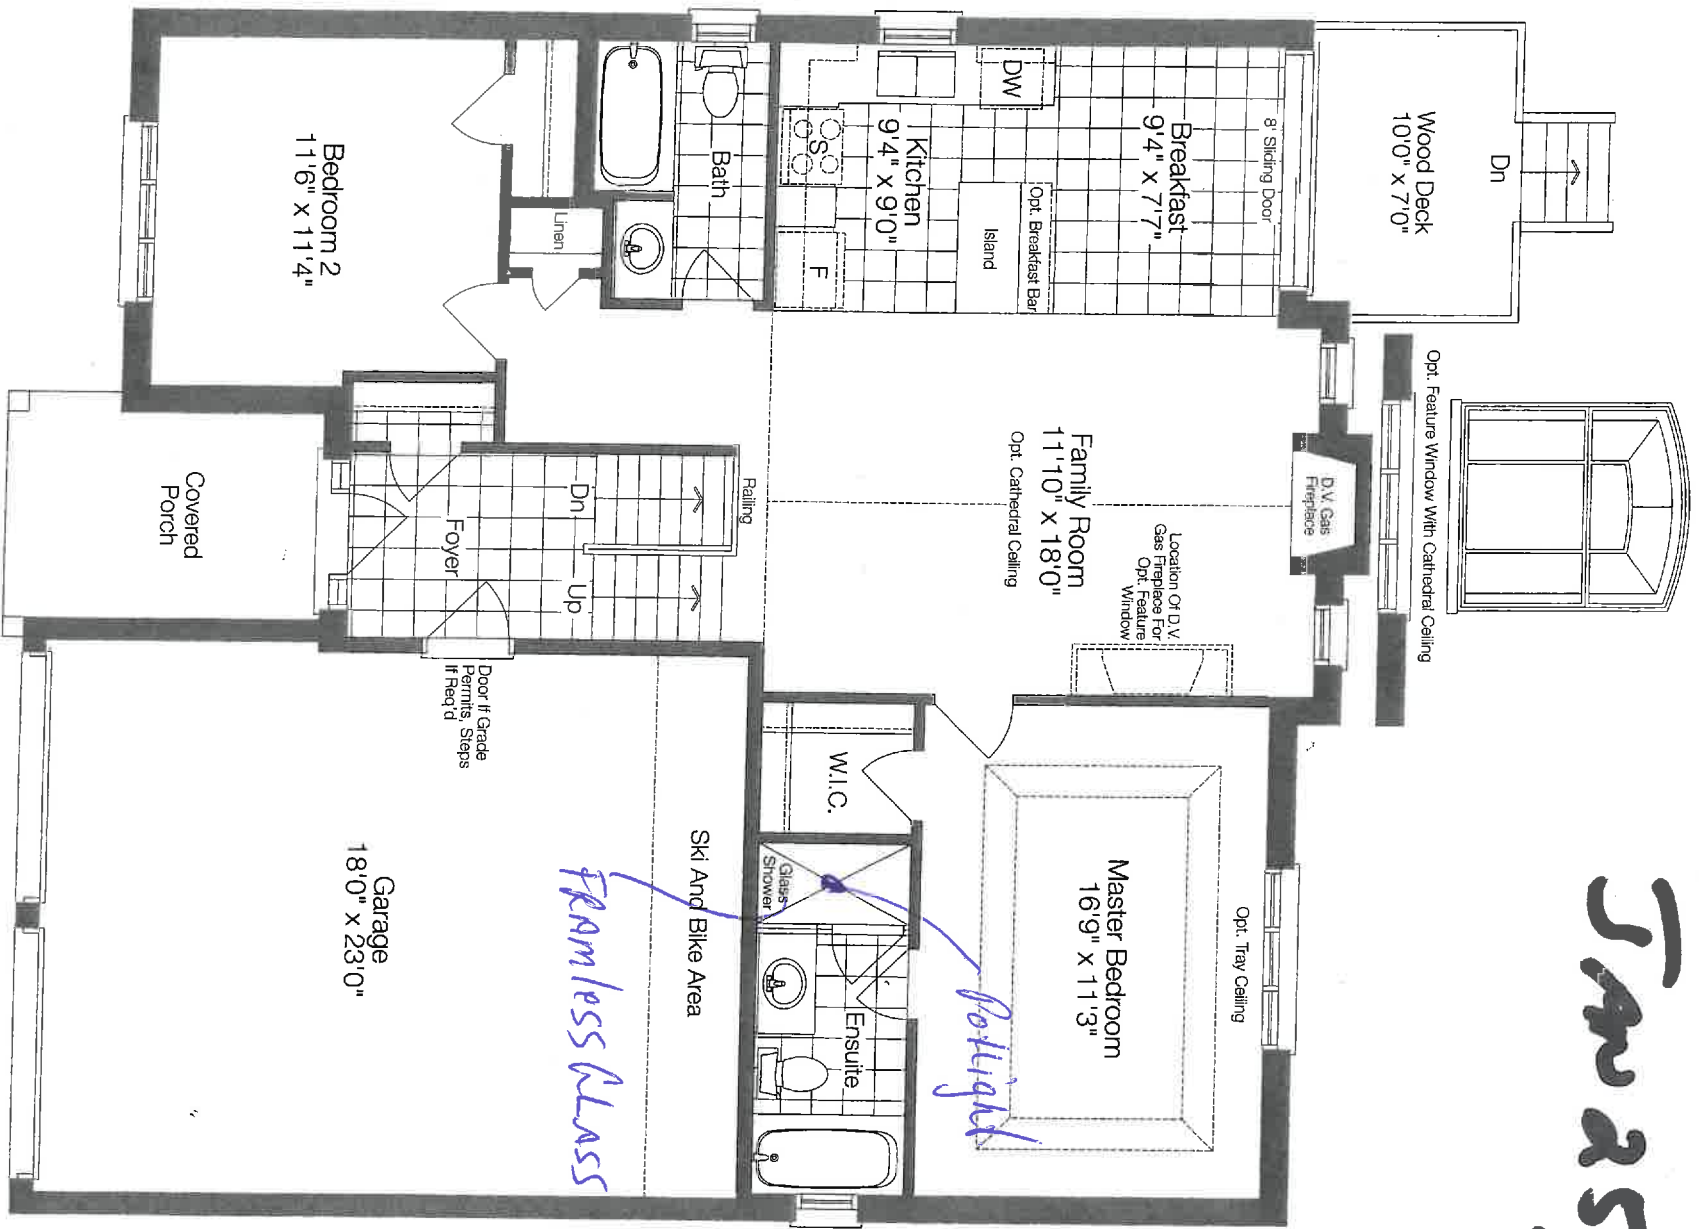 Jan 25
Opt. Feature Window With Cathedral Ceiling
Wood Deck
10'0" x 7'0"
Dn
8' Sliding Door
Breakfast
9'4" x 7'7"
Opt. Breakfast Bar
Island
DW
Kitchen
9'4" x 9'0"
S
F
D.V. Gas
Fireplace
Location Of D.V.
Gas Fireplace For
Opt. Feature
Window
Family Room
11'10" x 18'0"
Opt. Cathedral Ceiling
Opt. Tray Ceiling
Master Bedroom
16'9" x 11'3"
Potlight
W.I.C.
Glass
Shower
Ensuite
Bath
Linen
Bedroom 2
11'6" x 11'4"
Railing
Dn
Up
Foyer
Covered
Porch
Ski And Bike Area
FRAMless GLASS
Door If Grade
Permits, Steps
If Req'd
Garage
18'0" x 23'0"